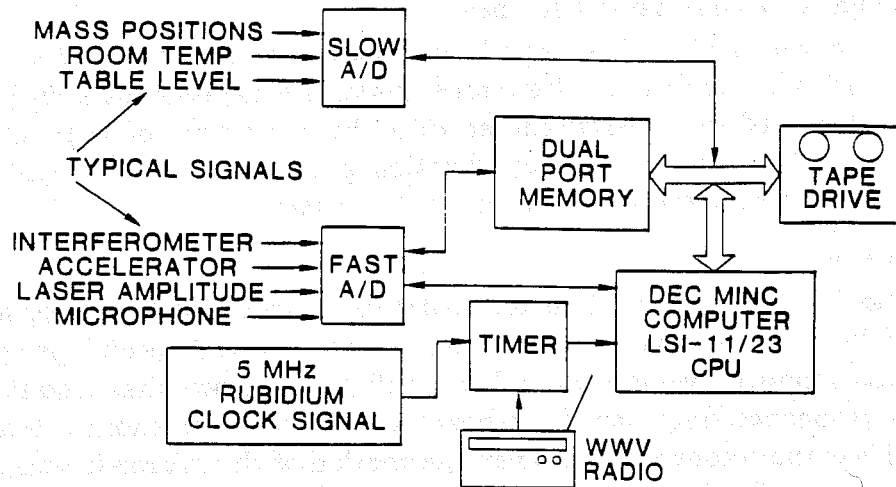 MASS POSITIONS
ROOM TEMP
TABLE LEVEL
SLOW
A/D
TYPICAL SIGNALS
DUAL
PORT
MEMORY
TAPE
DRIVE
INTERFEROMETER
ACCELERATOR
LASER AMPLITUDE
MICROPHONE
FAST
A/D
DEC MINC
COMPUTER
LSI-11/23
CPU
TIMER
5 MHz
RUBIDIUM
CLOCK SIGNAL
WWV
RADIO